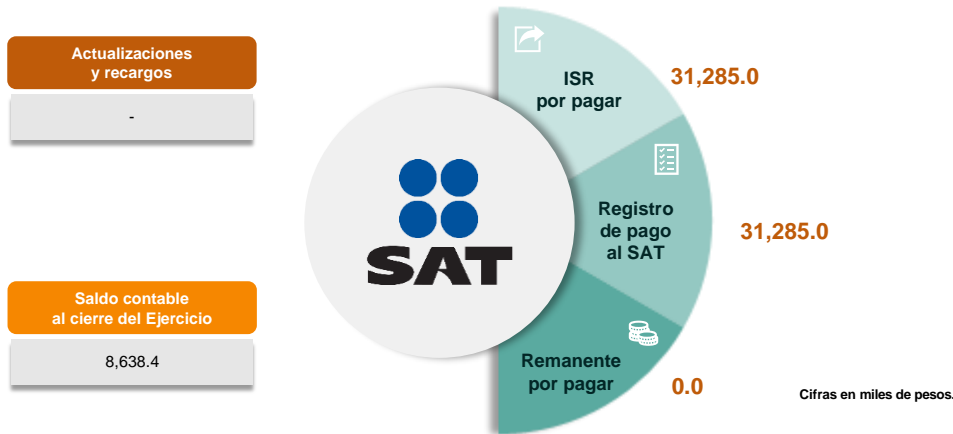 Actualizaciones
y recargos
-
Saldo contable
al cierre del Ejercicio
8,638.4
SAT
ISR
por pagar
31,285.0
Registro
de pago
al SAT
31,285.0
Remanente
por pagar
0.0
Cifras en miles de pesos.